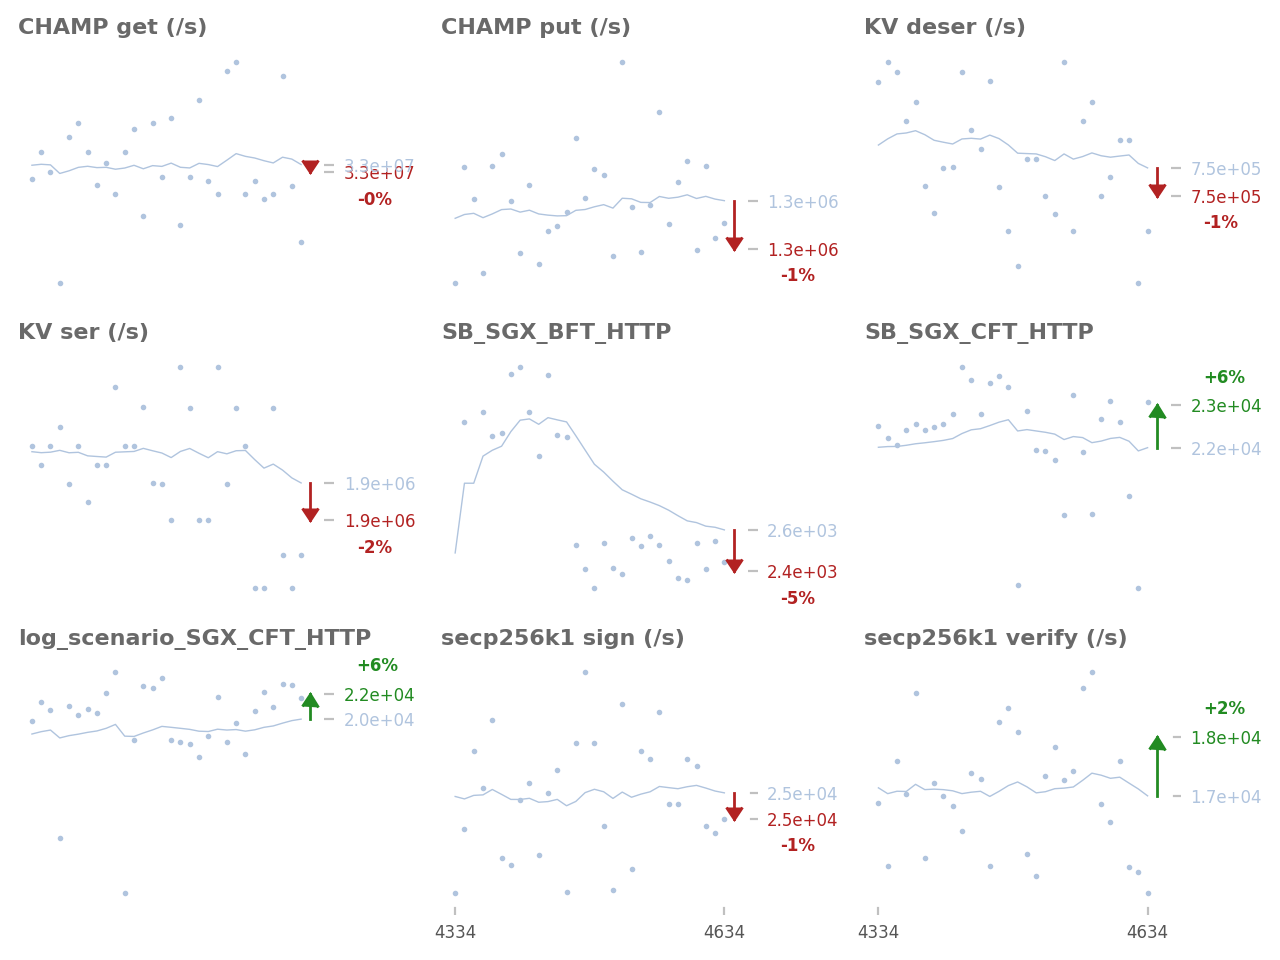 CHAMP get (/s)
3.3e+07
3.3e+07
-0%
CHAMP put (/s)
1.3e+06
1.3e+06
-1%
KV deser (/s)
7.5e+05
7.5e+05
-1%
KV ser (/s)
1.9e+06
1.9e+06
-2%
SB_SGX_BFT_HTTP
2.6e+03
2.4e+03
-5%
SB_SGX_CFT_HTTP
+6%
2.3e+04
2.2e+04
log_scenario_SGX_CFT_HTTP
+6%
2.2e+04
2.0e+04
secp256k1 sign (/s)
2.5e+04
2.5e+04
-1%
4334
4634
secp256k1 verify (/s)
+2%
1.8e+04
1.7e+04
4334
4634